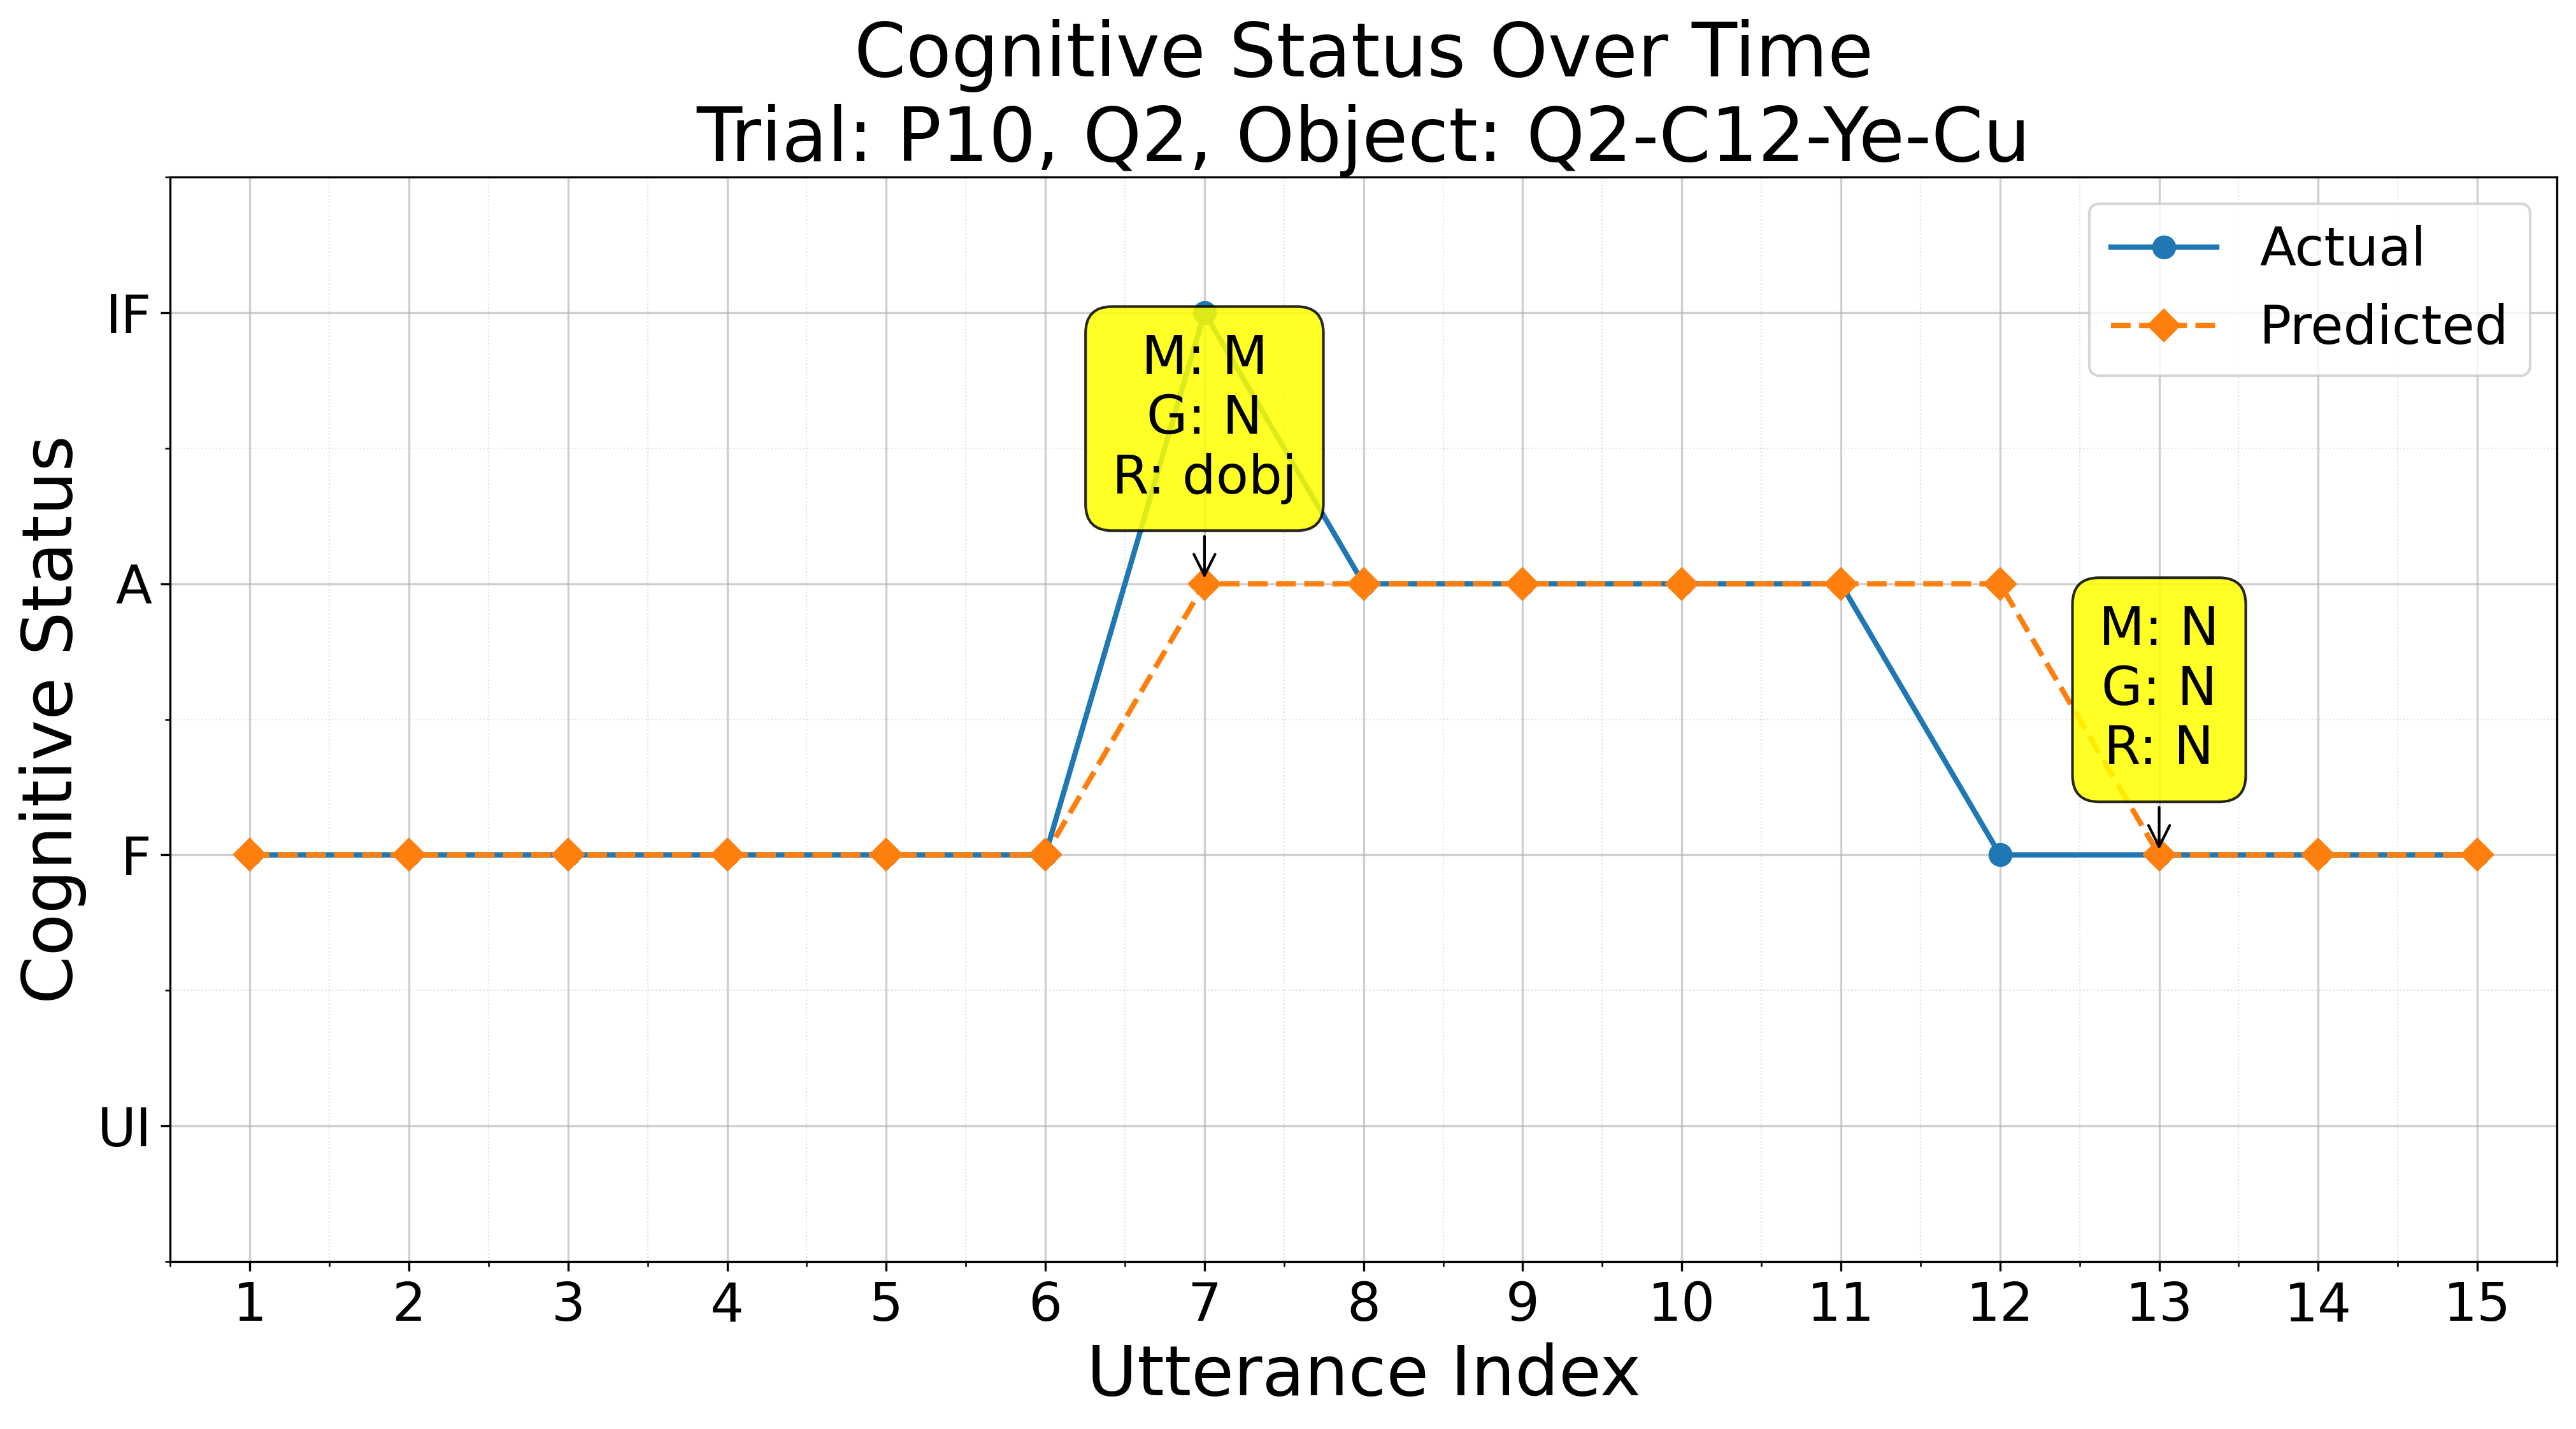 Cognitive Status Over Time
Trial: P10, Q2, Object: Q2-C12-Ye-Cu
Actual
Predicted
IF
A
F
UI
Cognitive Status
M: M
G: N
R: dobj
M: N
G: N
R: N
1 2 3 4 5 6 7 8 9 10 11 12 13 14 15
Utterance Index